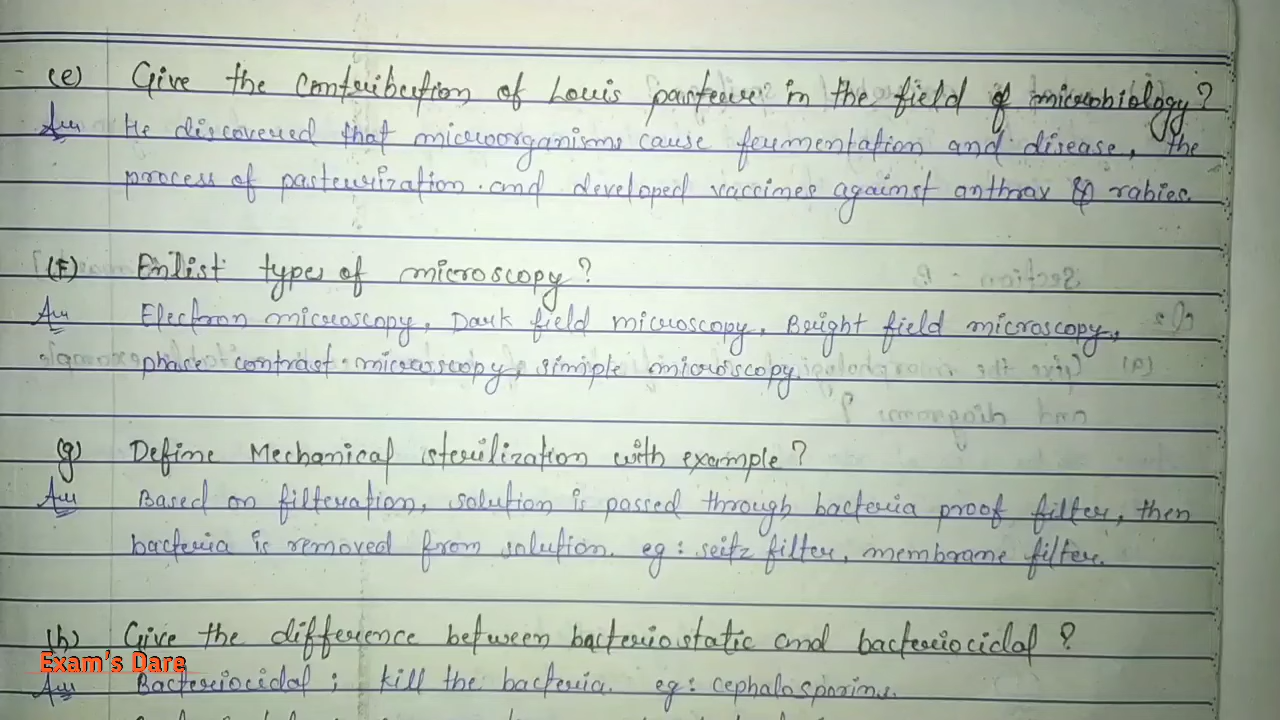 (e) Give the contribution of Louis pasteur in the field of microbiology?
Ans He discovered that microorganisms cause fermentation and disease, the
process of pasteurization and developed vaccines against anthrax & rabies.
(F) Enlist types of microscopy?
Ans Electron microscopy, Dark field microscopy, Bright field microscopy,
phase contrast microscopy, simple microscopy.
(g) Define Mechanical sterilization with example?
Ans Based on filteration, solution is passed through bacteria proof filter, then
bacteria is removed from solution. eg: seitz filter, membrane filter.
(h) Give the difference between bacteriostatic and bacteriocidal?
Exam's Dare
Ans Bacteriocidal; kill the bacteria. eg: cephalosporins.